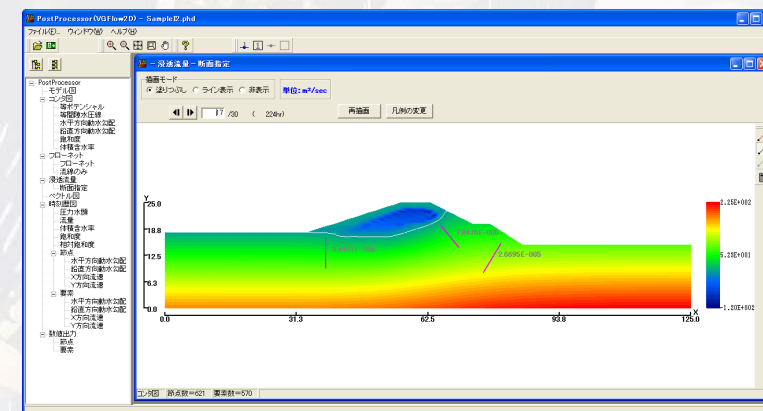 PostProcessor(VGFlow2D) - Sample12.phd
ファイル(F)... ウィンドウ(W) ヘルプ(H)
- 浸透流量 - 断面指定
描画モード
塗りつぶし ライン表示 非表示 単位:m³/sec
17 /30 ( 224hr) 再描画 凡例の変更
PostProcessor
モデル図
コンタ図
等ポテンシャル
等間隙水圧線
水平方向動水勾配
鉛直方向動水勾配
飽和度
体積含水率
フローネット
フローネット
流線のみ
浸透流量
断面指定
ベクトル図
時刻歴図
圧力水頭
流量
体積含水率
飽和度
相対飽和度
節点
水平方向動水勾配
鉛直方向動水勾配
X方向流速
Y方向流速
要素
水平方向動水勾配
鉛直方向動水勾配
X方向流速
Y方向流速
数値出力
節点
要素
Y
25.0
18.8
12.5
6.3
0.0
0.0 31.3 62.5 93.8 125.0
X
2.6695E-005
2.25E+002
5.23E+001
-1.20E+002
コンタ図 節点数=621 要素数=570